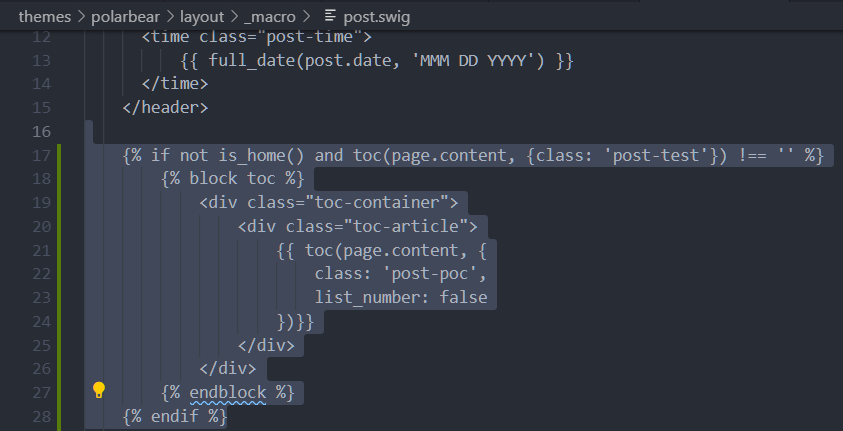 themes > polarbear > layout > _macro > post.swig
12 <time class="post-time">
13 {{ full_date(post.date, 'MMM DD YYYY') }}
14 </time>
15 </header>
16
17 {% if not is_home() and toc(page.content, {class: 'post-test'}) !== '' %}
18 {% block toc %}
19 <div class="toc-container">
20 <div class="toc-article">
21 {{ toc(page.content, {
22 class: 'post-poc',
23 list_number: false
24 })}}
25 </div>
26 </div>
27 {% endblock %}
28 {% endif %}